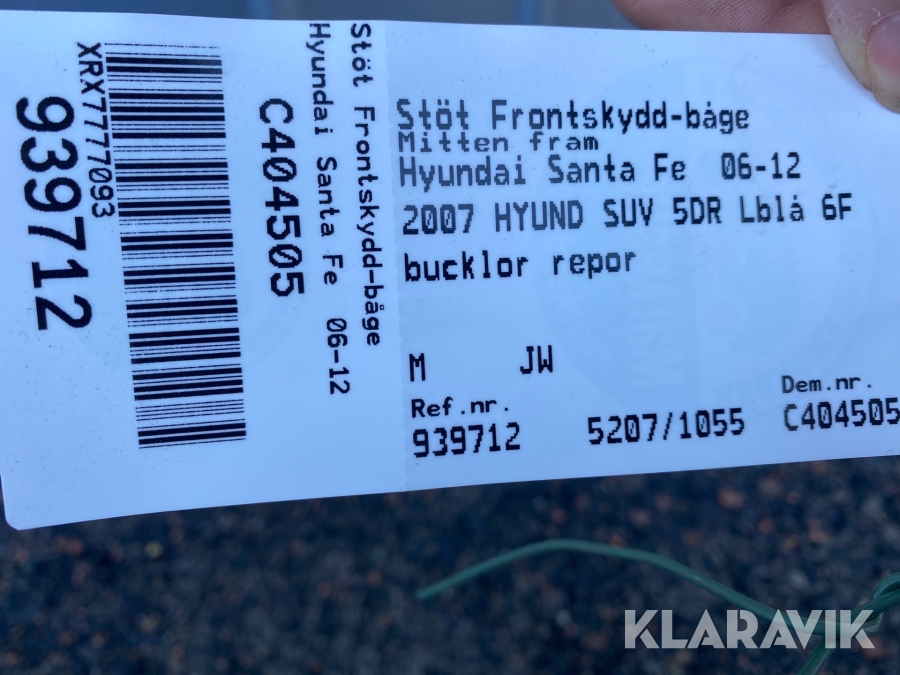 939712
XRX7777093
C404505
Hyundai Santa Fe 06-12
Stöt Frontskydd-båge
Stöt Frontskydd-båge
Mitten fram
Hyundai Santa Fe 06-12
2007 HYUND SUV 5DR Lblå 6F
bucklor repor
M JW
Ref.nr.
939712
5207/1055
Dem.nr.
C404505
KLARAVIK